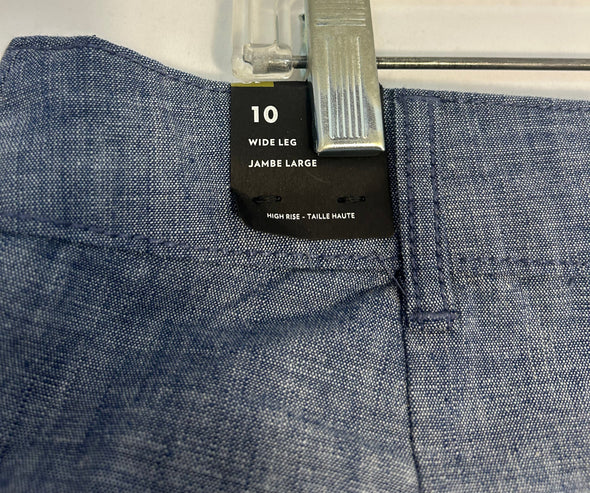 10
WIDE LEG
JAMBE LARGE
HIGH RISE - TAILLE HAUTE